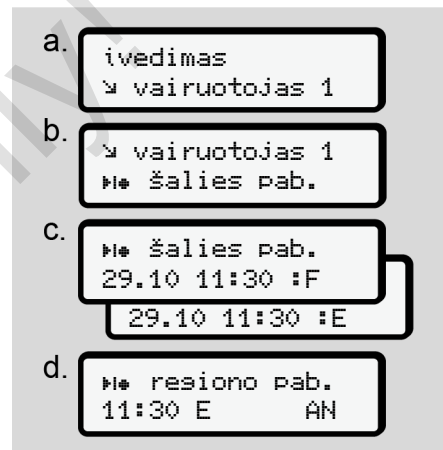 a.
ivedimas
↘ vairuotojas 1
b.
↘ vairuotojas 1
šalies pab.
c.
šalies pab.
29.10 11:30 :F
29.10 11:30 :E
d.
regiono pab.
11:30 E AN